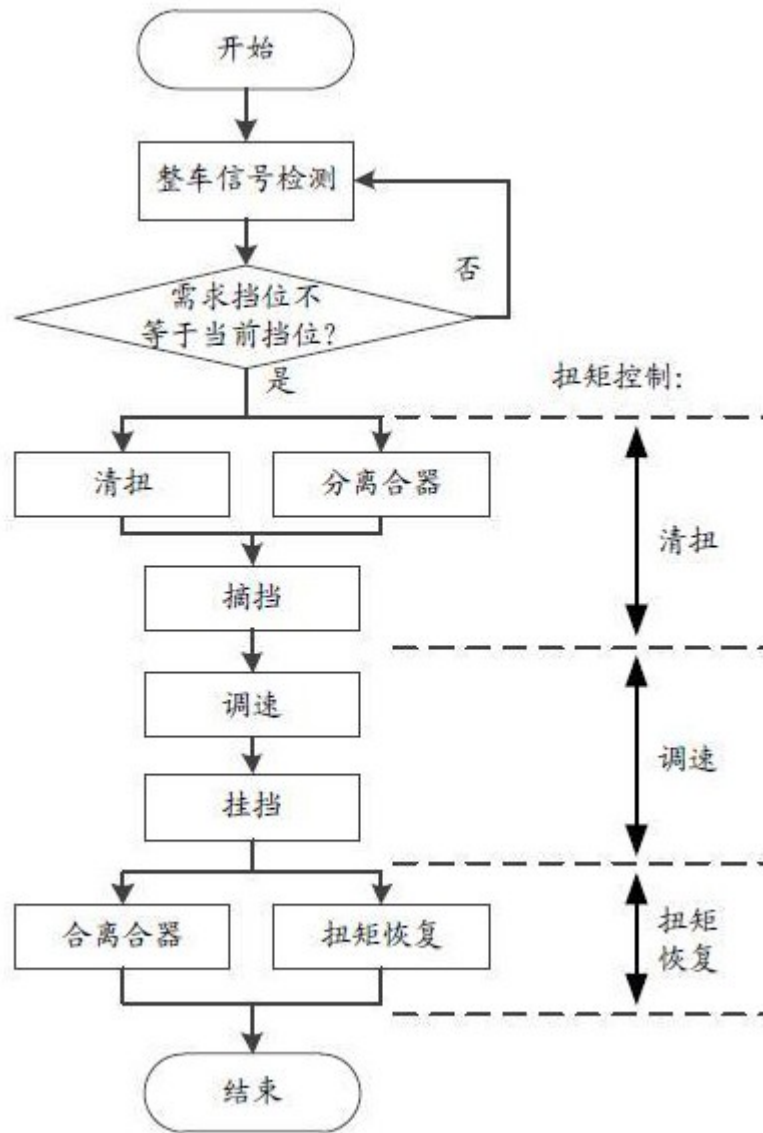 开始
整车信号检测
否
需求挡位不
等于当前挡位?
是
扭矩控制:
清扭
分离合器
清扭
摘挡
调速
调速
挂挡
合离合器
扭矩恢复
扭矩
恢复
结束